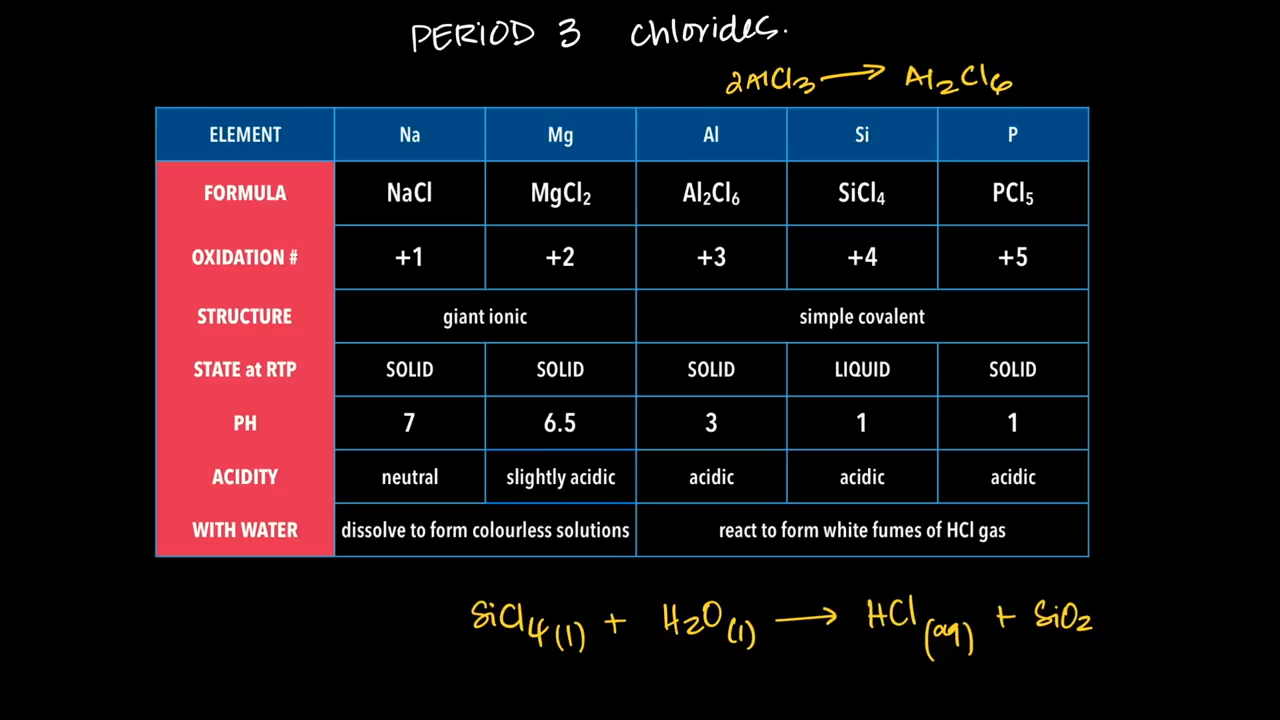 PERIOD 3 chlorides.
2AlCl₃ → Al₂Cl₆
ELEMENT Na Mg Al Si P
FORMULA NaCl MgCl₂ Al₂Cl₆ SiCl₄ PCl₅
OXIDATION # +1 +2 +3 +4 +5
STRUCTURE giant ionic simple covalent
STATE at RTP SOLID SOLID SOLID LIQUID SOLID
PH 7 6.5 3 1 1
ACIDITY neutral slightly acidic acidic acidic acidic
WITH WATER dissolve to form colourless solutions react to form white fumes of HCl gas
SiCl₄(l) + H₂O(l) → HCl(aq) + SiO₂